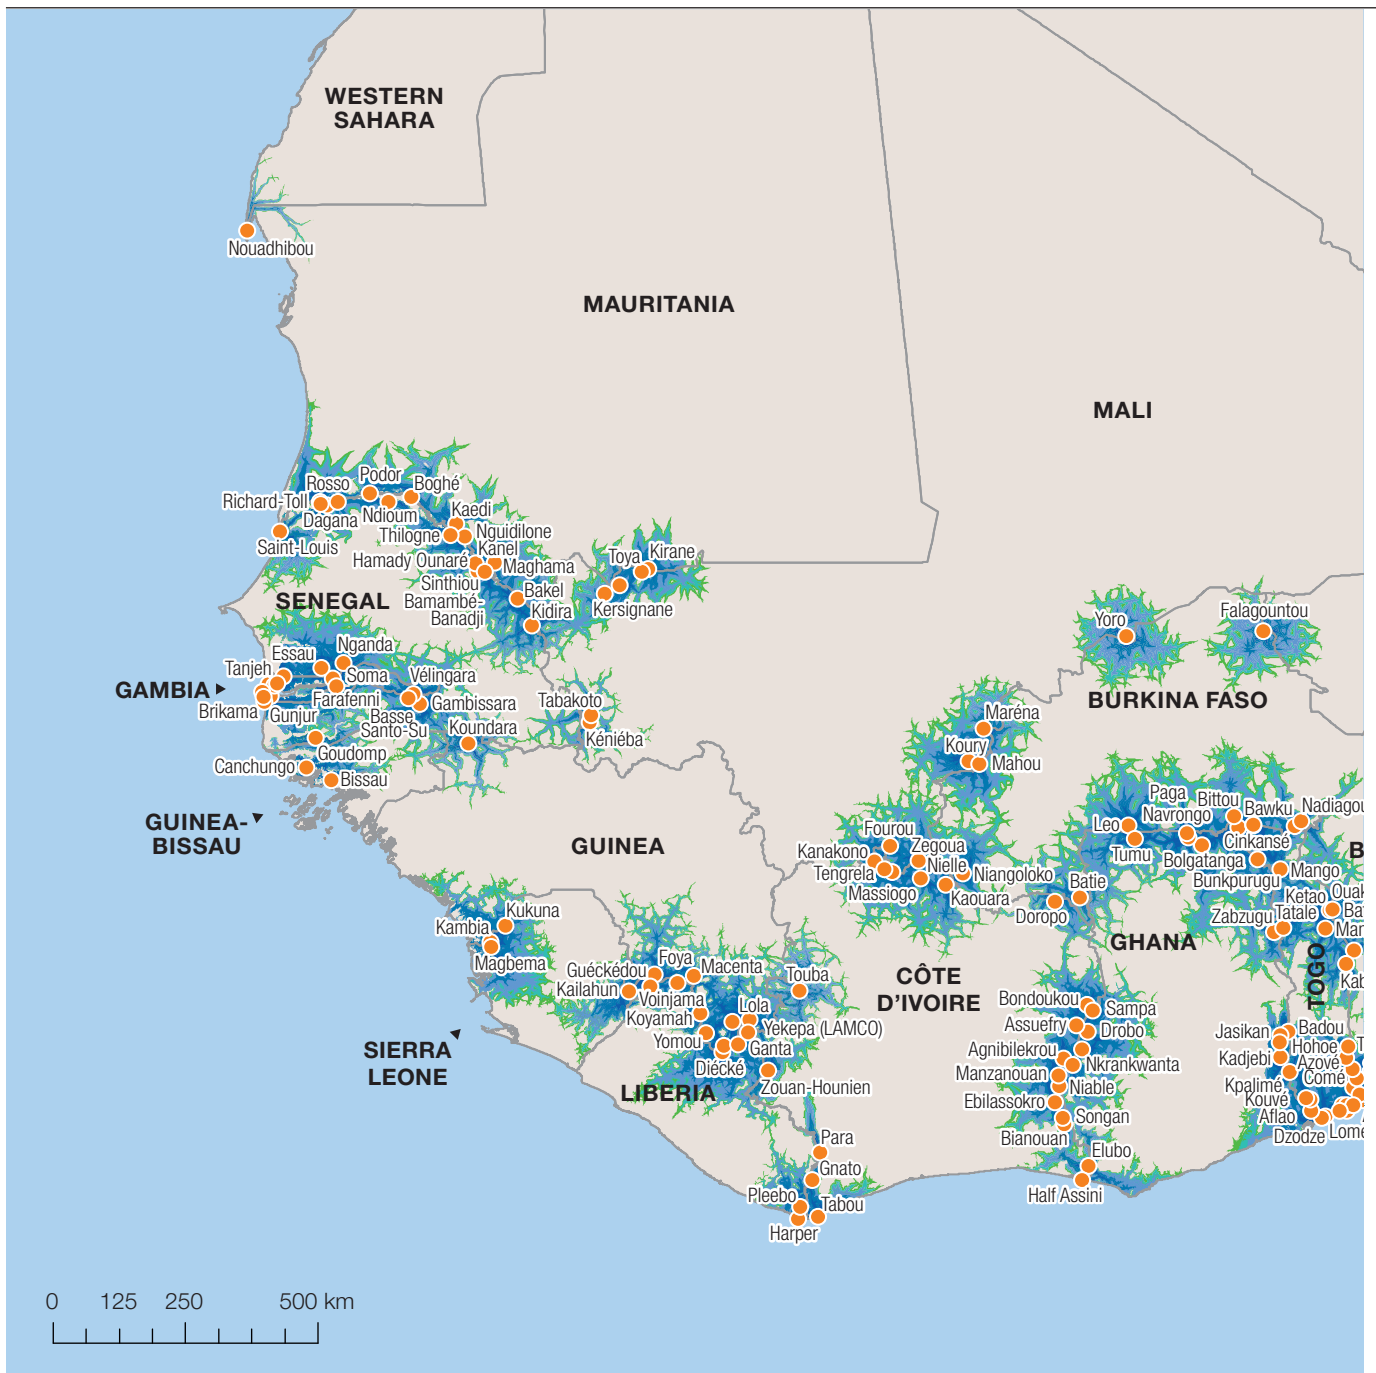 WESTERN
SAHARA
Nouadhibou
MAURITANIA
MALI
Podor
Rosso
Boghé
Richard-Toll
Dagana
Ndioum
Kaedi
Thilogne
Nguidilone
Saint-Louis
Kanel
Hamady Ounaré
Maghama
Toya
Kirane
Sinthiou
Bamambé-
Banadji
Bakel
Kidira
Kersignane
SENEGAL
Yoro
Falagountou
Nganda
Essau
Tanjeh
Soma
Vélingara
GAMBIA
Farafenni
Gambissara
Brikama
Gunjur
Basse
Santo-Su
Tabakoto
BURKINA FASO
Maréna
Koundara
Kéniéba
Koury
Goudomp
Mahou
Canchungo
Bissau
GUINEA-
BISSAU
GUINEA
Paga
Bittou
Bawku
Nadiagou
Leo
Navrongo
Fourou
Zegoua
Cinkansé
Kanakono
Tumu
Bolgatanga
Tengrela
Nielle
Niangoloko
Mango
Massiogo
Kaouara
Batie
Bunkpurugu
Ketao
Ouak
Doropo
Zabzugu
Tatale
Ba
B
Kukuna
Kambia
Mar
GHANA
Magbema
Foya
Guéckédou
Macenta
Touba
TOGO
Kab
Kailahun
Voinjama
CÔTE
D'IVOIRE
Koyamah
Lola
Bondoukou
Sampa
Yekepa (LAMCO)
Assuefry
Drobo
Jasikan
Badou
Yomou
Ganta
Agnibilekrou
Hohoe
T
SIERRA
LEONE
Diécké
Nkrankwanta
Kadjebi
Azové
Manzanouan
Zouan-Hounien
Niable
Comé
LIBERIA
Kpalimé
Kouvé
Ebilassokro
Songan
Aflao
Bianouan
Dzodze
Lomé
Para
Elubo
Gnato
Pleebo
Tabou
Half Assini
Harper
0 125 250 500 km